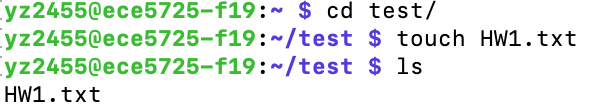 yz2455@ece5725-f19:~ $ cd test/
yz2455@ece5725-f19:~/test $ touch HW1.txt
yz2455@ece5725-f19:~/test $ ls
HW1.txt